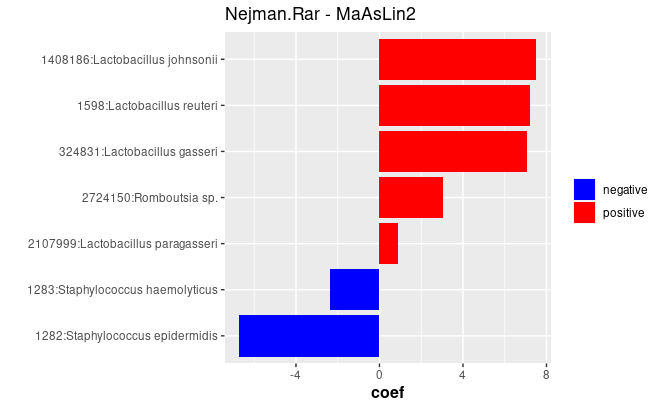 Nejman.Rar - MaAsLin2
1408186:Lactobacillus johnsonii
1598:Lactobacillus reuteri
324831:Lactobacillus gasseri
2724150:Romboutsia sp.
2107999:Lactobacillus paragasseri
1283:Staphylococcus haemolyticus
1282:Staphylococcus epidermidis
negative
positive
-4 0 4 8
coef